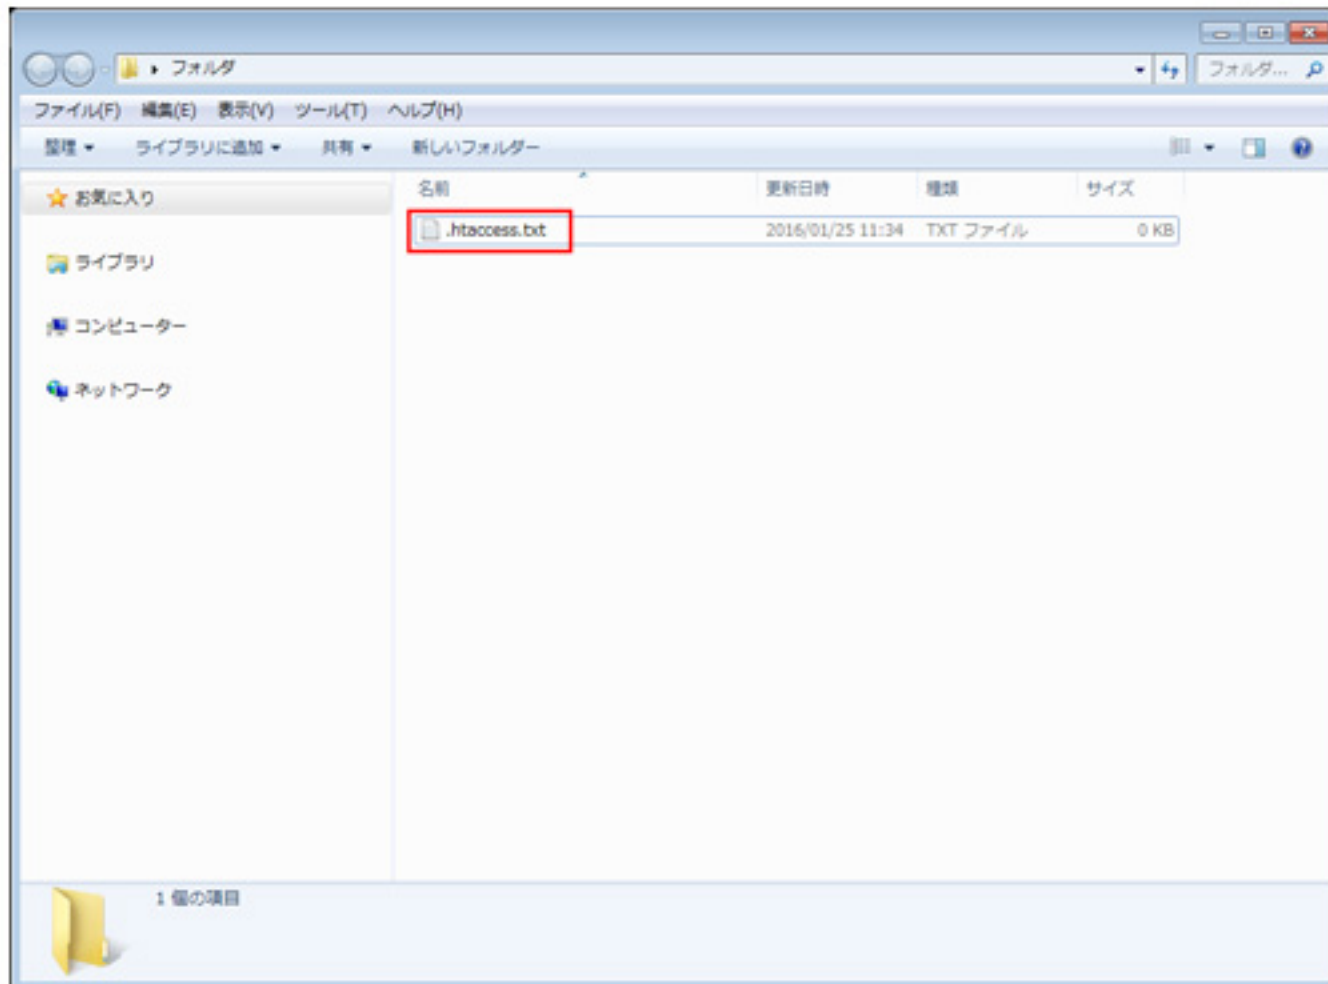 フォルダ
フォルダ...
ファイル(F) 編集(E) 表示(V) ツール(T) ヘルプ(H)
整理 ライブラリに追加 共有 新しいフォルダー
名前 更新日時 種類 サイズ
お気に入り
.htaccess.txt 2016/01/25 11:34 TXT ファイル 0 KB
ライブラリ
コンピューター
ネットワーク
1 個の項目